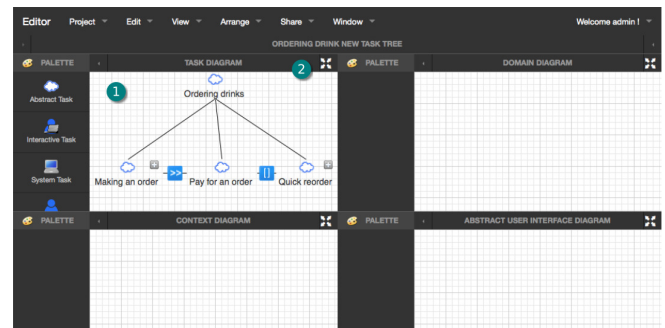 Editor Project Edit View Arrange Share Window Welcome admin !
ORDERING DRINK NEW TASK TREE
PALETTE TASK DIAGRAM 2 PALETTE DOMAIN DIAGRAM
1
Abstract Task
Ordering drinks
Interactive Task
System Task
>> []
Making an order Pay for an order Quick reorder
PALETTE CONTEXT DIAGRAM PALETTE ABSTRACT USER INTERFACE DIAGRAM